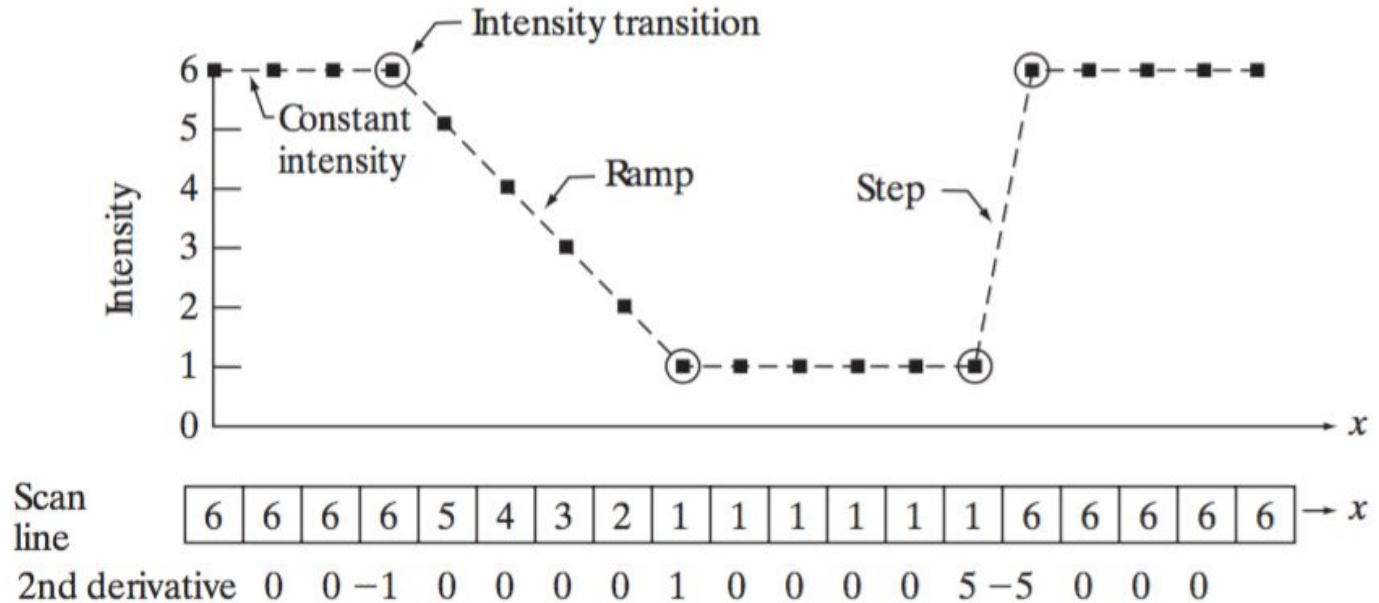 Intensity transition
6
Constant
intensity
5
4
Ramp
Step
Intensity
3
2
1
0
x
Scan
line
6 6 6 6 5 4 3 2 1 1 1 1 1 1 6 6 6 6 6 x
2nd derivative 0 0 −1 0 0 0 0 1 0 0 0 0 5 −5 0 0 0